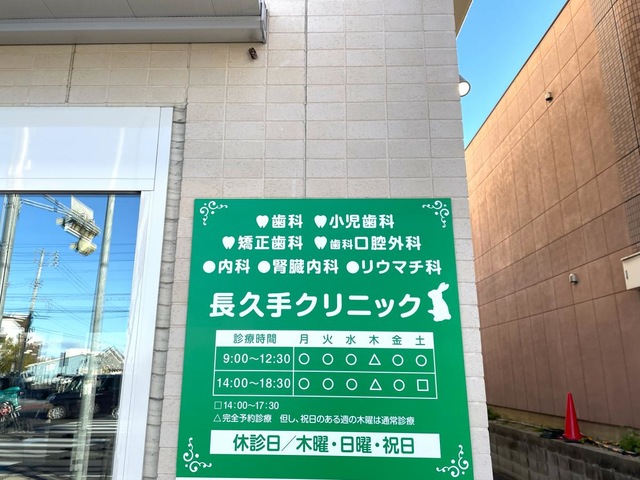 歯科 小児歯科
矯正歯科 歯科口腔外科
●内科 ●腎臓内科 ●リウマチ科
長久手クリニック
診療時間 月 火 水 木 金 土
9:00〜12:30 ○ ○ ○ △ ○ ○
14:00〜18:30 ○ ○ ○ △ ○ □
□14:00〜17:30
△完全予約診療 但し、祝日のある週の木曜は通常診療
休診日／木曜・日曜・祝日